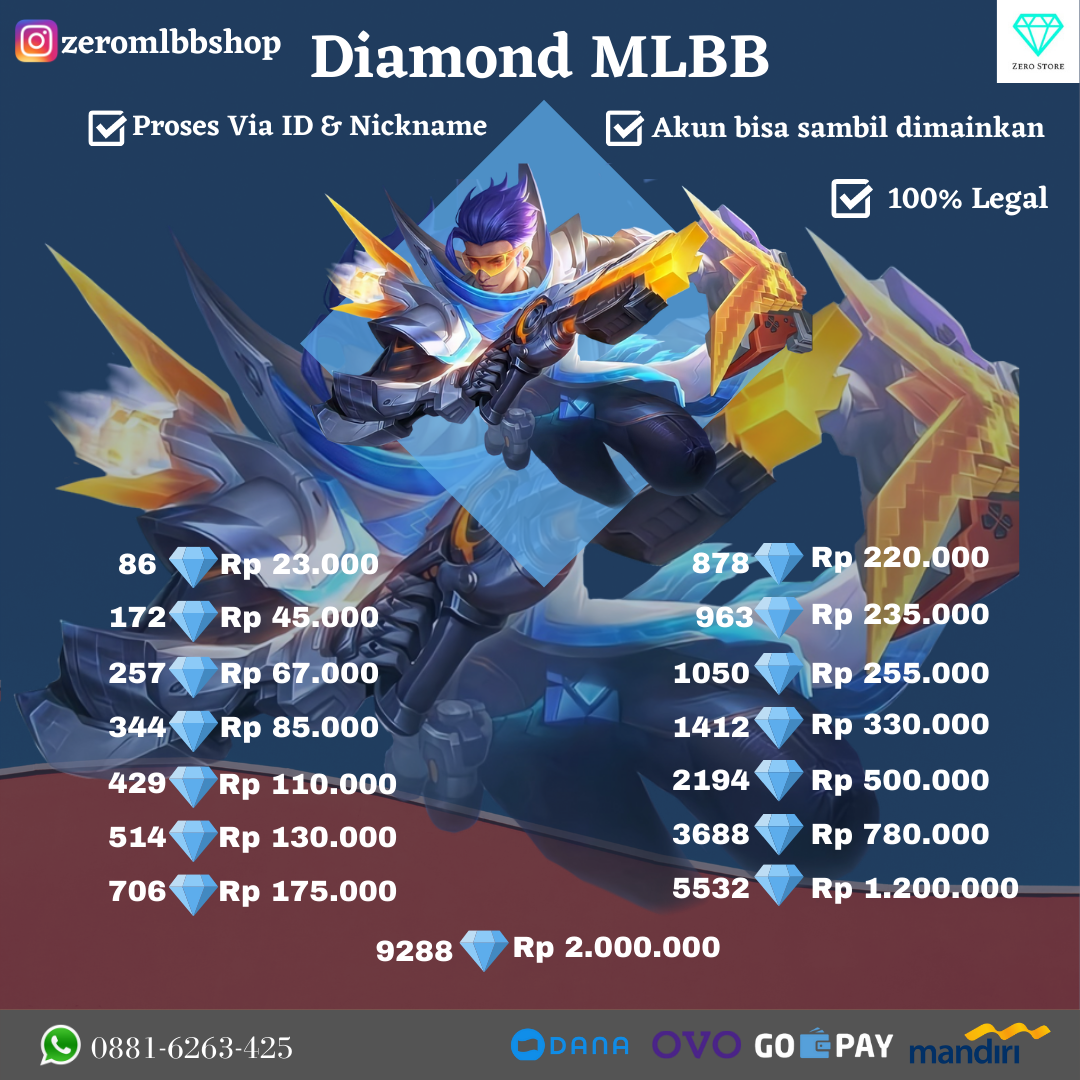 zeromlbbshop
Diamond MLBB
ZERO STORE
Proses Via ID & Nickname
Akun bisa sambil dimainkan
100% Legal
86 Rp 23.000
172 Rp 45.000
257 Rp 67.000
344 Rp 85.000
429 Rp 110.000
514 Rp 130.000
706 Rp 175.000
878 Rp 220.000
963 Rp 235.000
1050 Rp 255.000
1412 Rp 330.000
2194 Rp 500.000
3688 Rp 780.000
5532 Rp 1.200.000
9288 Rp 2.000.000
0881-6263-425
DANA OVO GO PAY mandiri